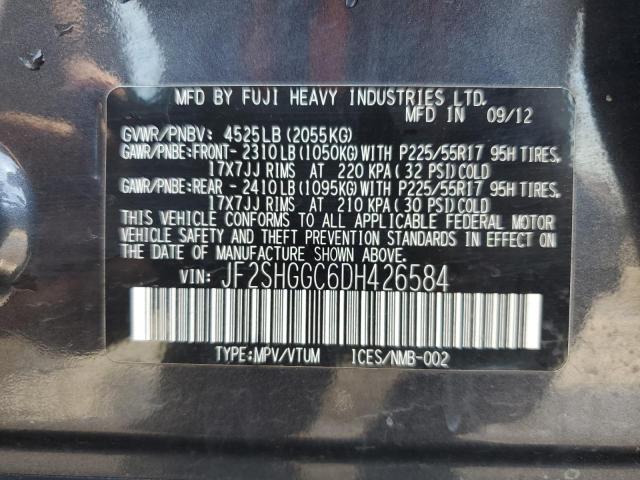 MFD BY FUJI HEAVY INDUSTRIES LTD.
MFD IN 09/12
GVWR/PNBV: 4525LB(2055KG)
GAWR/PNBE:FRONT-2310LB(1050KG)WITH P225/55R17 95H TIRES,
17X7JJ RIMS AT 220 KPA(32 PSI)COLD
GAWR/PNBE:REAR -2410LB(1095KG)WITH P225/55R17 95H TIRES,
17X7JJ RIMS AT 210 KPA(30 PSI)COLD
THIS VEHICLE CONFORMS TO ALL APPLICABLE FEDERAL MOTOR
VEHICLE SAFETY AND THEFT PREVENTION STANDARDS IN EFFECT ON
THE DATE OF MANUFACTURE SHOWN ABOVE.
VIN: JF2SHGGC6DH426584
TYPE:MPV/VTUM ICES/NMB-002